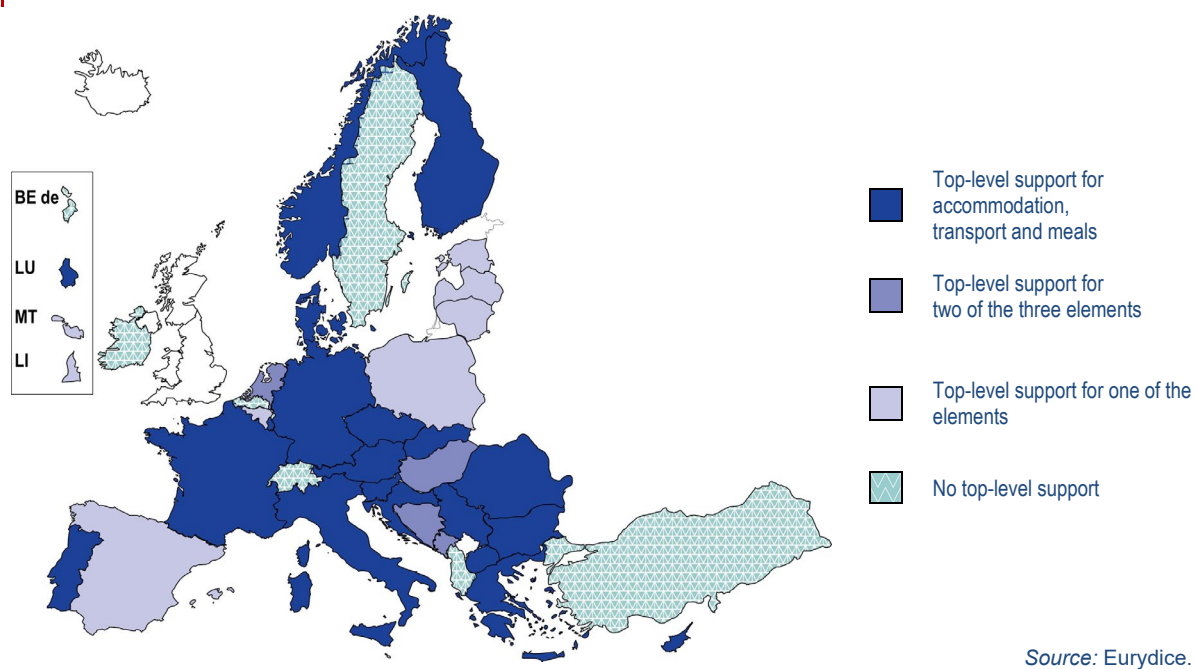 BE de
LU
MT
LI
Top-level support for
accommodation,
transport and meals
Top-level support for
two of the three elements
Top-level support for one of the
elements
No top-level support
Source: Eurydice.